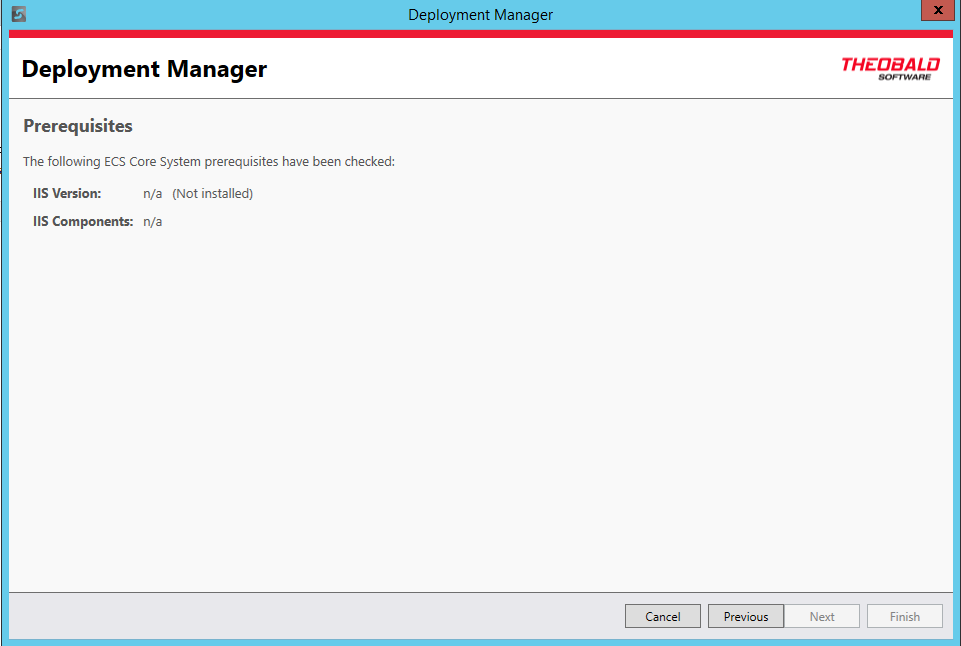 Deployment Manager
x
Deployment Manager
THEOBALD
SOFTWARE
Prerequisites
The following ECS Core System prerequisites have been checked:
IIS Version: n/a (Not installed)
IIS Components: n/a
Cancel Previous Next Finish